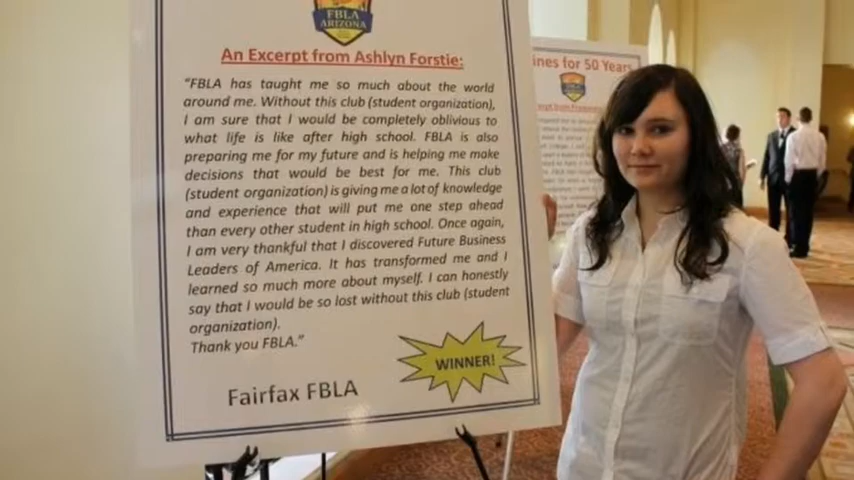 FBLA
ARIZONA
An Excerpt from Ashlyn Forstie:
"FBLA has taught me so much about the world
around me. Without this club (student organization),
I am sure that I would be completely oblivious to
what life is like after high school. FBLA is also
preparing me for my future and is helping me make
decisions that would be best for me. This club
(student organization) is giving me a lot of knowledge
and experience that will put me one step ahead
than every other student in high school. Once again,
I am very thankful that I discovered Future Business
Leaders of America. It has transformed me and I
learned so much more about myself. I can honestly
say that I would be so lost without this club (student
organization).
Thank you FBLA."
WINNER!
Fairfax FBLA
ines for 50 Years